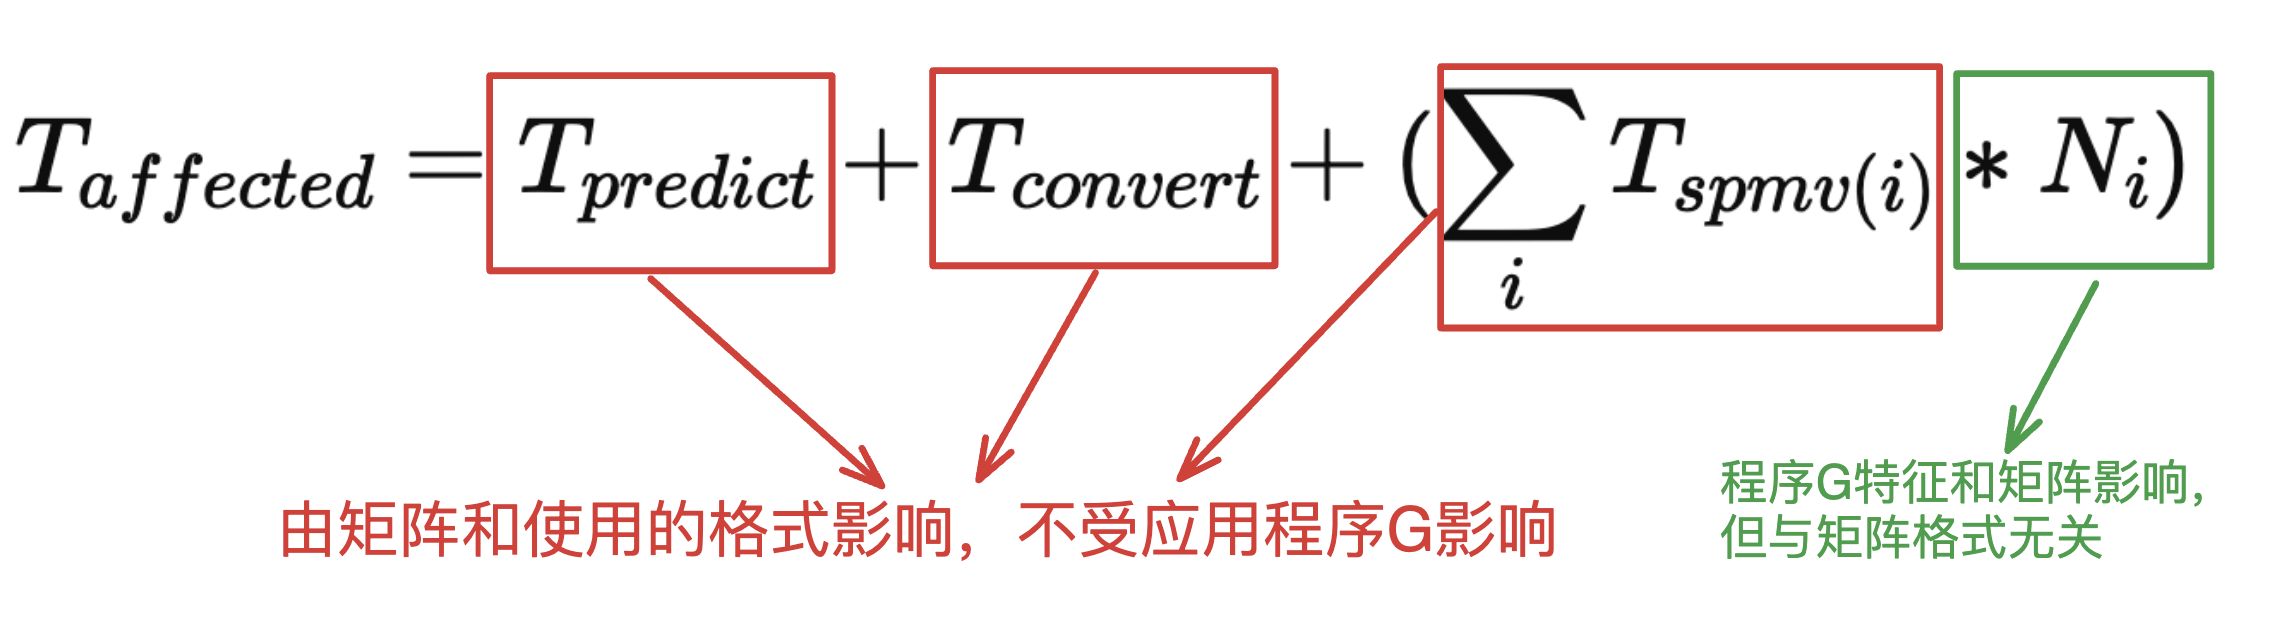 T_{affected} = T_{predict} + T_{convert} + (\sum_{i} T_{spmv(i)} * N_i)
由矩阵和使用的格式影响，不受应用程序G影响
程序G特征和矩阵影响，
但与矩阵格式无关